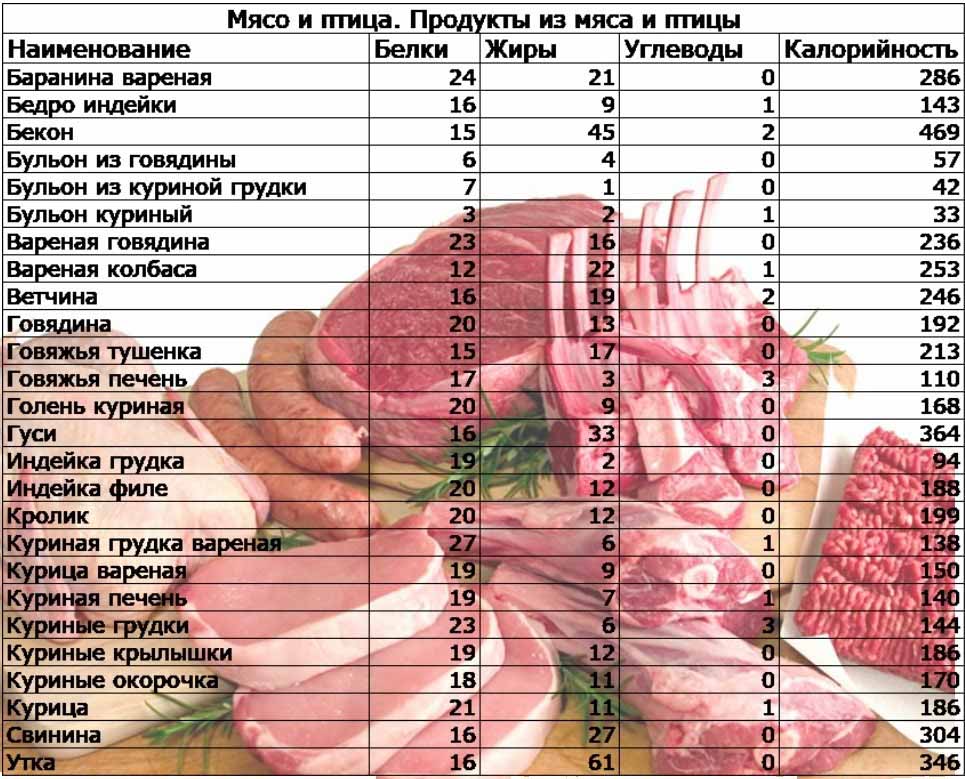 Мясо и птица. Продукты из мяса и птицы
Наименование Белки Жиры Углеводы Калорийность
Баранина вареная 24 21 0 286
Бедро индейки 16 9 1 143
Бекон 15 45 2 469
Бульон из говядины 6 4 0 57
Бульон из куриной грудки 7 1 0 42
Бульон куриный 3 2 1 33
Вареная говядина 23 16 0 236
Вареная колбаса 12 22 1 253
Ветчина 16 19 2 246
Говядина 20 13 0 192
Говяжья тушенка 15 17 0 213
Говяжья печень 17 3 3 110
Голень куриная 20 9 0 168
Гуси 16 33 0 364
Индейка грудка 19 2 0 94
Индейка филе 20 12 0 188
Кролик 20 12 0 199
Куриная грудка вареная 27 6 1 138
Курица вареная 19 9 0 150
Куриная печень 19 7 1 140
Куриные грудки 23 6 3 144
Куриные крылышки 19 12 0 186
Куриные окорочка 18 11 0 170
Курица 21 11 1 186
Свинина 16 27 0 304
Утка 16 61 0 346